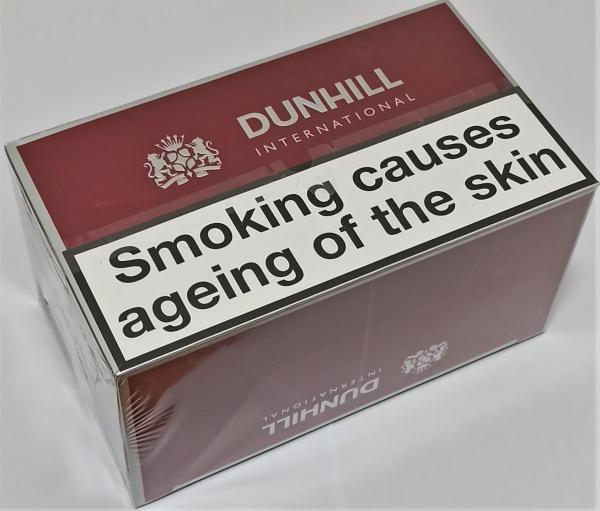 DUNHILL
INTERNATIONAL
Smoking causes
ageing of the skin
DUNHILL
INTERNATIONAL